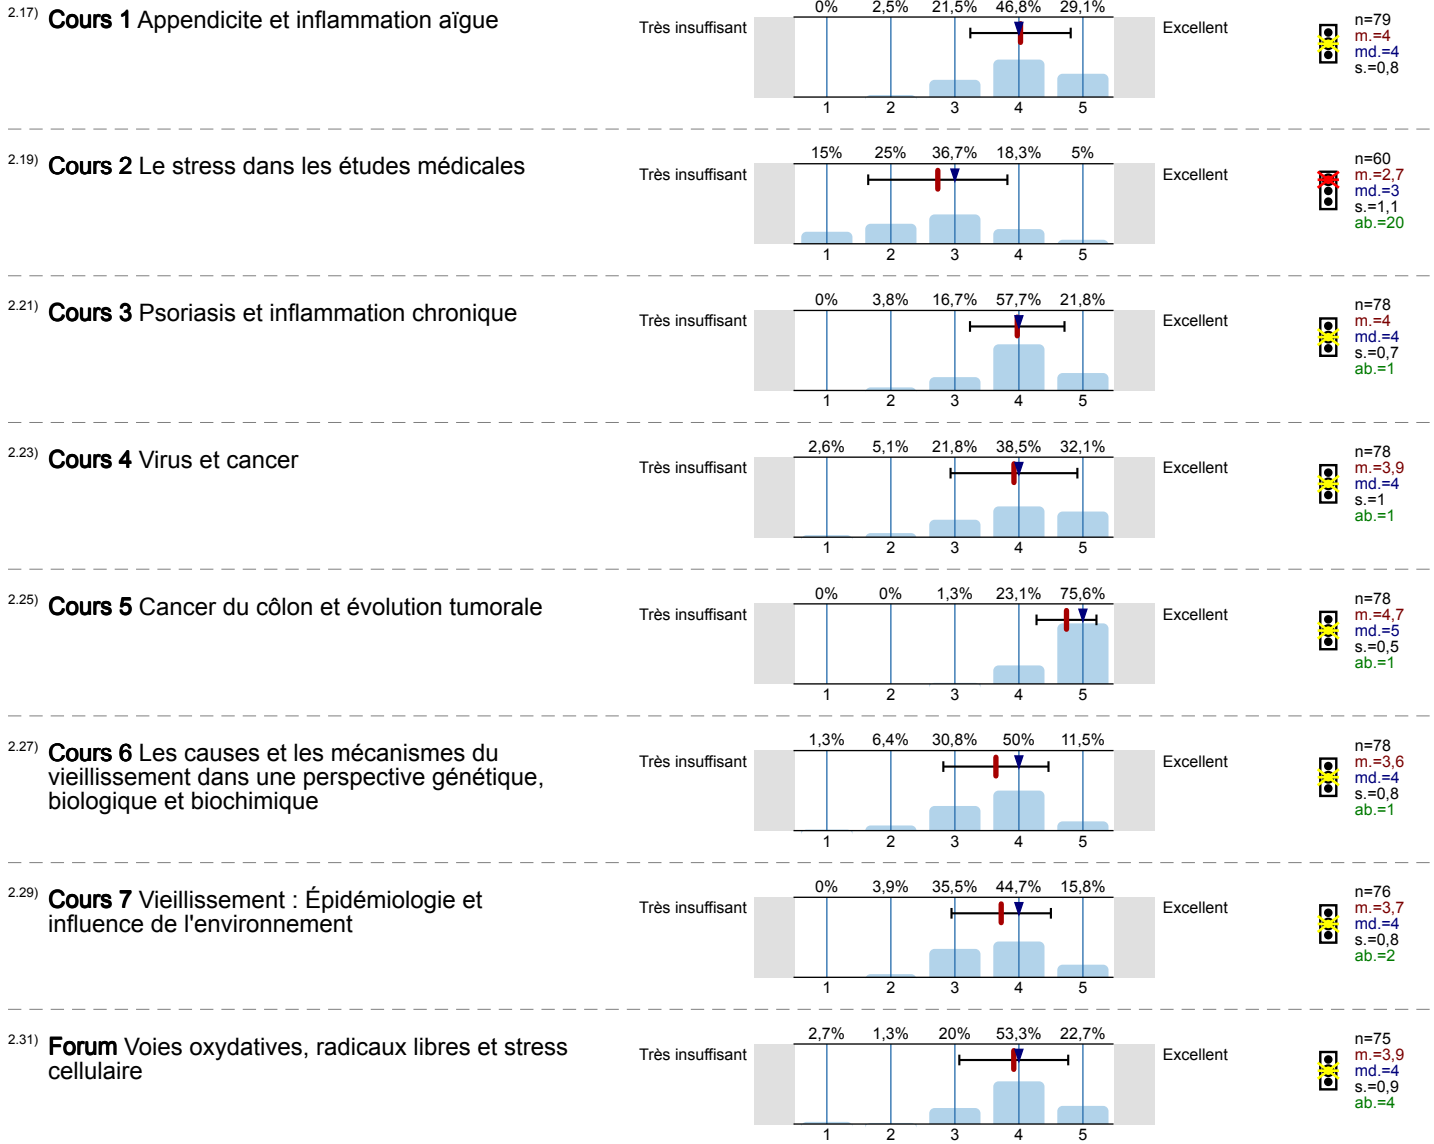 2.17) Cours 1 Appendicite et inflammation aïgue
Très insuffisant
0% 2,5% 21,5% 46,8% 29,1%
1 2 3 4 5
Excellent
n=79
m.=4
md.=4
s.=0,8
2.19) Cours 2 Le stress dans les études médicales
Très insuffisant
15% 25% 36,7% 18,3% 5%
1 2 3 4 5
Excellent
n=60
m.=2,7
md.=3
s.=1,1
ab.=20
2.21) Cours 3 Psoriasis et inflammation chronique
Très insuffisant
0% 3,8% 16,7% 57,7% 21,8%
1 2 3 4 5
Excellent
n=78
m.=4
md.=4
s.=0,7
ab.=1
2.23) Cours 4 Virus et cancer
Très insuffisant
2,6% 5,1% 21,8% 38,5% 32,1%
1 2 3 4 5
Excellent
n=78
m.=3,9
md.=4
s.=1
ab.=1
2.25) Cours 5 Cancer du côlon et évolution tumorale
Très insuffisant
0% 0% 1,3% 23,1% 75,6%
1 2 3 4 5
Excellent
n=78
m.=4,7
md.=5
s.=0,5
ab.=1
2.27) Cours 6 Les causes et les mécanismes du
vieillissement dans une perspective génétique,
biologique et biochimique
Très insuffisant
1,3% 6,4% 30,8% 50% 11,5%
1 2 3 4 5
Excellent
n=78
m.=3,6
md.=4
s.=0,8
ab.=1
2.29) Cours 7 Vieillissement : Épidémiologie et
influence de l'environnement
Très insuffisant
0% 3,9% 35,5% 44,7% 15,8%
1 2 3 4 5
Excellent
n=76
m.=3,7
md.=4
s.=0,8
ab.=2
2.31) Forum Voies oxydatives, radicaux libres et stress
cellulaire
Très insuffisant
2,7% 1,3% 20% 53,3% 22,7%
1 2 3 4 5
Excellent
n=75
m.=3,9
md.=4
s.=0,9
ab.=4